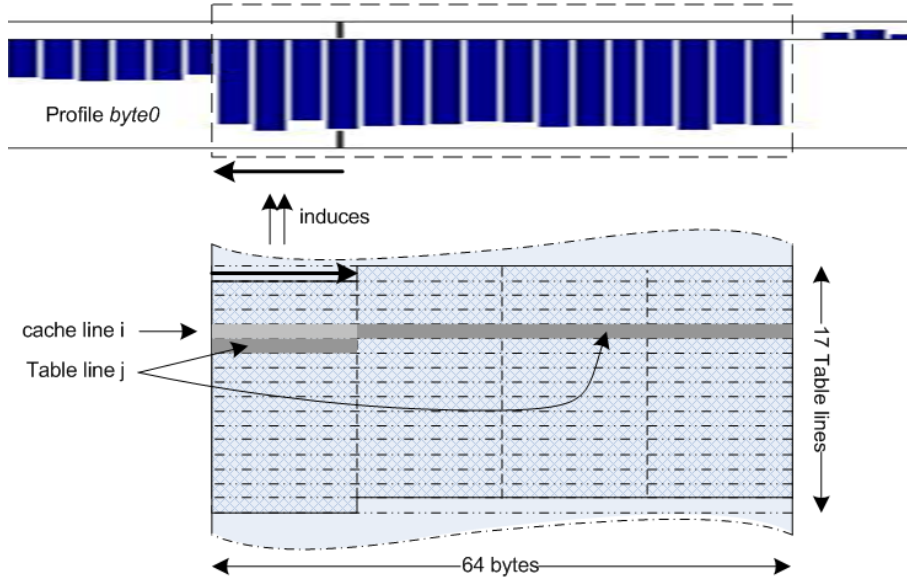 Profile byte0
induces
cache line i
Table line j
17 Table lines
64 bytes